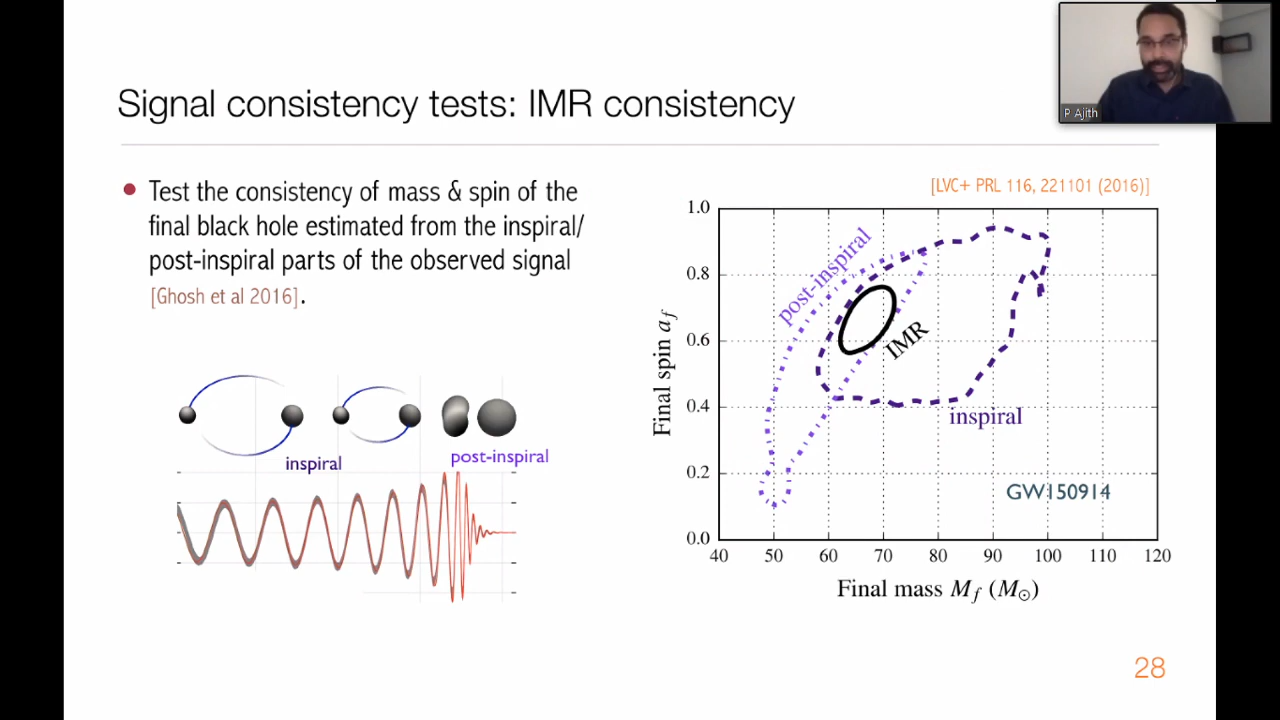 P Ajith
Signal consistency tests: IMR consistency
Test the consistency of mass & spin of the
final black hole estimated from the inspiral/
post-inspiral parts of the observed signal
[Ghosh et al 2016].
inspiral
post-inspiral
[LVC+ PRL 116, 221101 (2016)]
1.0
0.8
0.6
0.4
0.2
0.0
Final spin af
post-inspiral
IMR
inspiral
GW150914
40 50 60 70 80 90 100 110 120
Final mass Mf (M⊙)
28